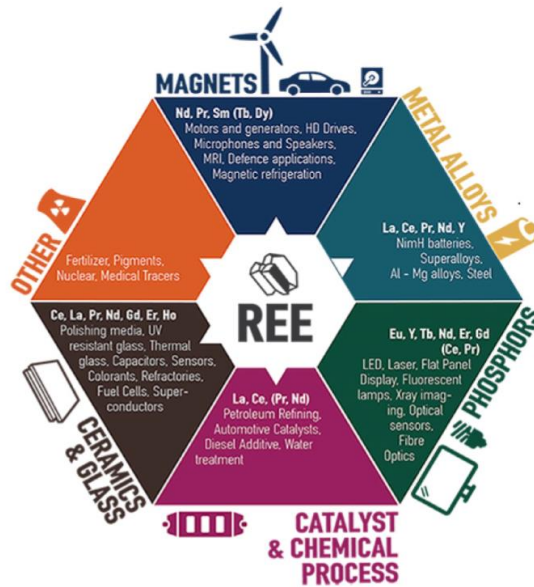 MAGNETS
Nd, Pr, Sm (Tb, Dy)
Motors and generators, HD Drives,
Microphones and Speakers,
MRI, Defence applications,
Magnetic refrigeration
METAL ALLOYS
La, Ce, Pr, Nd, Y
NimH batteries,
Superalloys,
Al - Mg alloys, Steel
OTHER
Fertilizer, Pigments,
Nuclear, Medical Tracers
REE
Ce, La, Pr, Nd, Gd, Er, Ho
Polishing media, UV
resistant glass, Thermal
glass, Capacitors, Sensors,
Colorants, Refractories,
Fuel Cells, Super-
conductors
CERAMICS
& GLASS
Eu, Y, Tb, Nd, Er, Gd
(Ce, Pr)
LED, Laser, Flat Panel
Display, Fluorescent
lamps, Xray imag-
ing, Optical
sensors,
Fibre
Optics
PHOSPHORS
La, Ce, (Pr, Nd)
Petroleum Refining,
Automotive Catalysts,
Diesel Additive, Water
treatment
CATALYST
& CHEMICAL
PROCESS